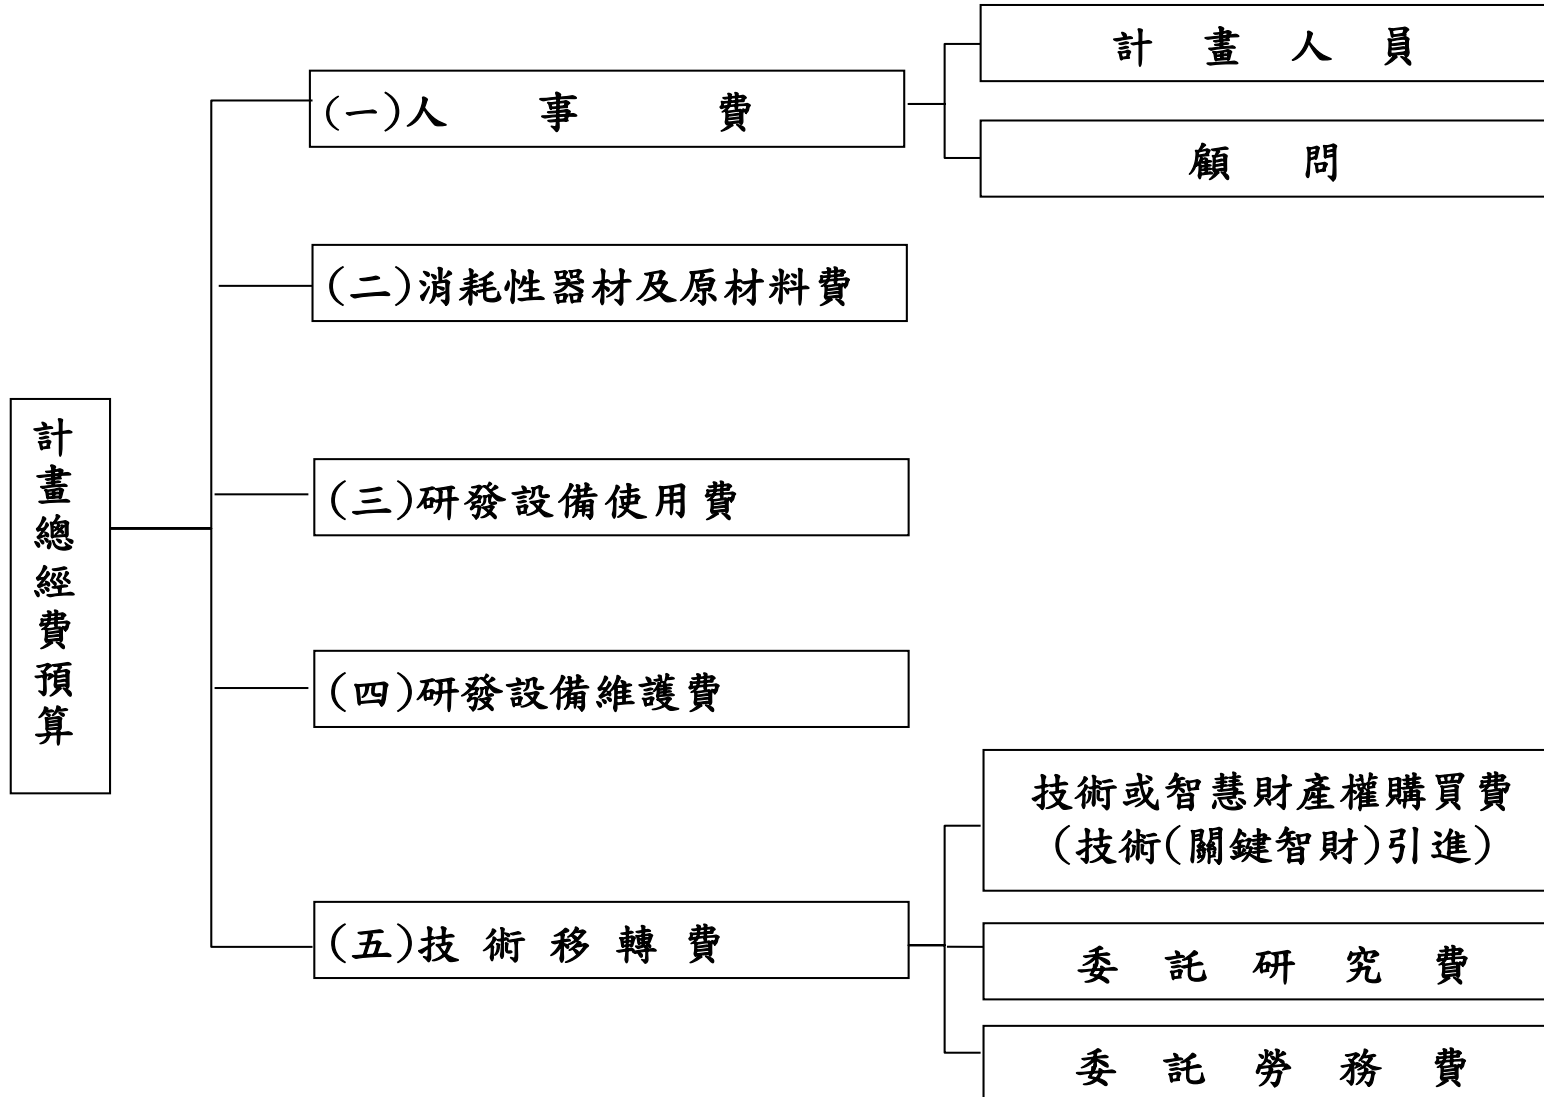 計畫總經費預算
(一)人事費
計畫人員
顧問
(二)消耗性器材及原材料費
(三)研發設備使用費
(四)研發設備維護費
(五)技術移轉費
技術或智慧財產權購買費
(技術(關鍵智財)引進)
委託研究費
委託勞務費